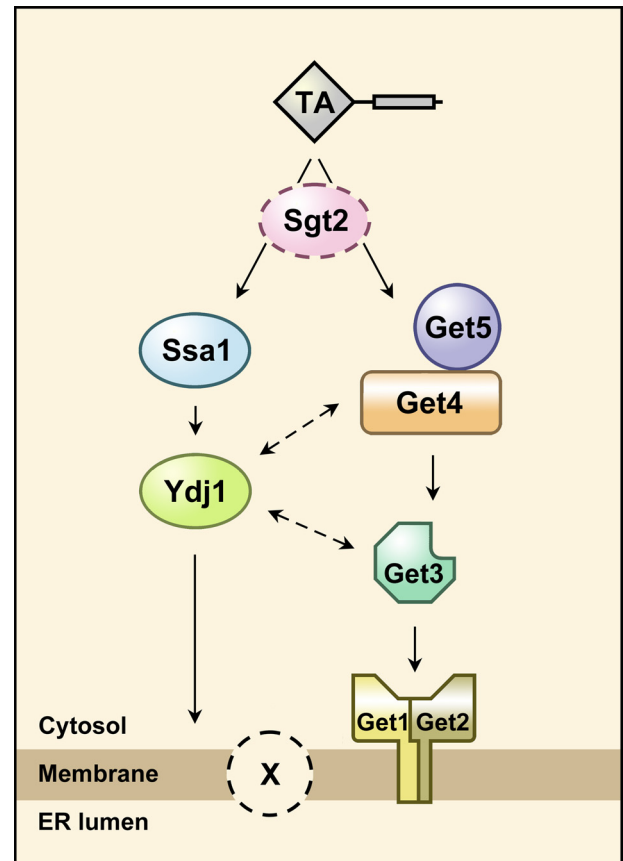 TA
Sgt2
Ssa1
Get5
Get4
Ydj1
Get3
Get1 Get2
Cytosol
Membrane
X
ER lumen